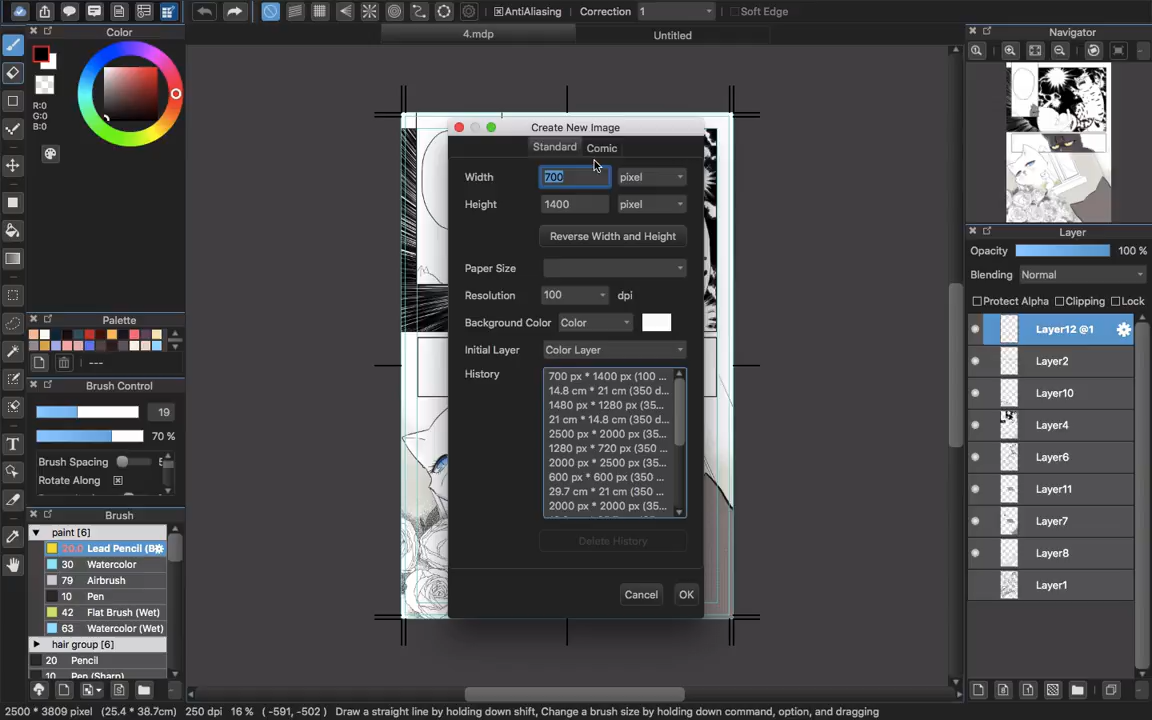 AntiAliasing Correction 1 Soft Edge
4.mdp Untitled
Color
R:0
G:0
B:0
Palette
---
Brush Control
19
70 %
Brush Spacing
Rotate Along
Brush
paint [6]
20.0 Lead Pencil (B
30 Watercolor
79 Airbrush
10 Pen
42 Flat Brush (Wet)
63 Watercolor (Wet)
hair group [6]
20 Pencil
10 Pen (Sharp)
Create New Image
Standard Comic
Width 700 pixel
Height 1400 pixel
Reverse Width and Height
Paper Size
Resolution 100 dpi
Background Color Color
Initial Layer Color Layer
History
700 px * 1400 px (100 ...
14.8 cm * 21 cm (350 d...
1480 px * 1280 px (35...
21 cm * 14.8 cm (350 d...
2500 px * 2000 px (35...
1280 px * 720 px (350 ...
2000 px * 2500 px (35...
600 px * 600 px (350 ...
29.7 cm * 21 cm (350 ...
2000 px * 2000 px (35...
Delete History
Cancel OK
Navigator
Layer
Opacity 100 %
Blending Normal
Protect Alpha Clipping Lock
Layer12 @1
Layer2
Layer10
Layer4
Layer6
Layer11
Layer7
Layer8
Layer1
2500 * 3809 pixel (25.4 * 38.7cm) 250 dpi 16 % ( -591, -502 ) Draw a straight line by holding down shift, Change a brush size by holding down command, option, and dragging